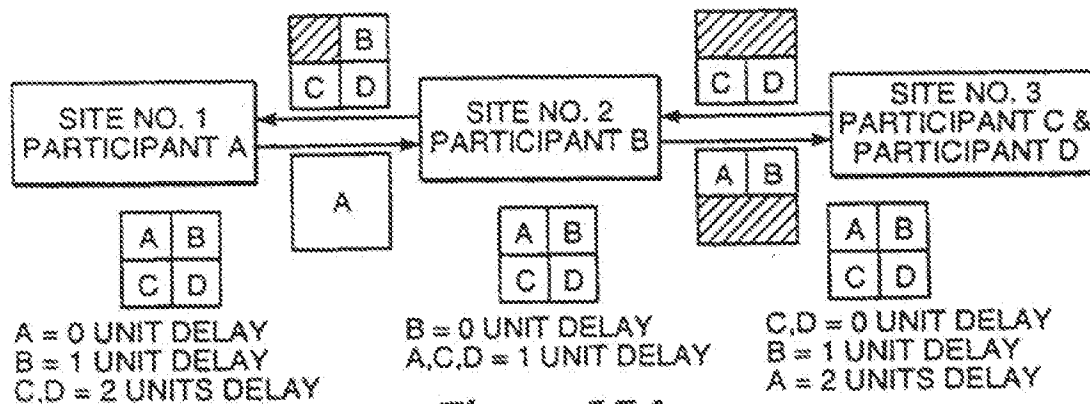 B
C D
C D
SITE NO. 1
PARTICIPANT A
SITE NO. 2
PARTICIPANT B
SITE NO. 3
PARTICIPANT C &
PARTICIPANT D
A
A B
A B
C D
A B
C D
A B
C D
A = 0 UNIT DELAY
B = 1 UNIT DELAY
C,D = 2 UNITS DELAY
B = 0 UNIT DELAY
A,C,D = 1 UNIT DELAY
C,D = 0 UNIT DELAY
B = 1 UNIT DELAY
A = 2 UNITS DELAY